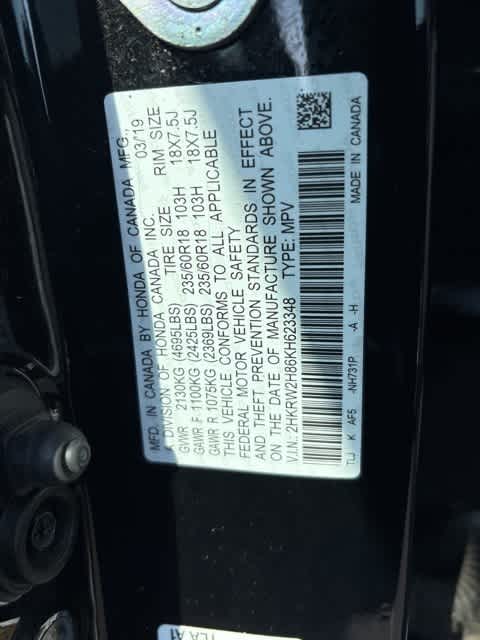 MFD. IN CANADA BY HONDA OF CANADA MFG.,
A DIVISION OF HONDA CANADA INC. 03/19
TIRE SIZE RIM SIZE
GVWR 2130KG (4695LBS)
GAWR F 1100KG (2425LBS) 235/60R18 103H 18X7.5J
GAWR R 1075KG (2369LBS) 235/60R18 103H 18X7.5J
THIS VEHICLE CONFORMS TO ALL APPLICABLE
FEDERAL MOTOR VEHICLE SAFETY
AND THEFT PREVENTION STANDARDS IN EFFECT
ON THE DATE OF MANUFACTURE SHOWN ABOVE.
V.I.N.: 2HKRW2H86KH623348 TYPE: MPV
TLJ K AF5 -NH731P -A -H MADE IN CANADA